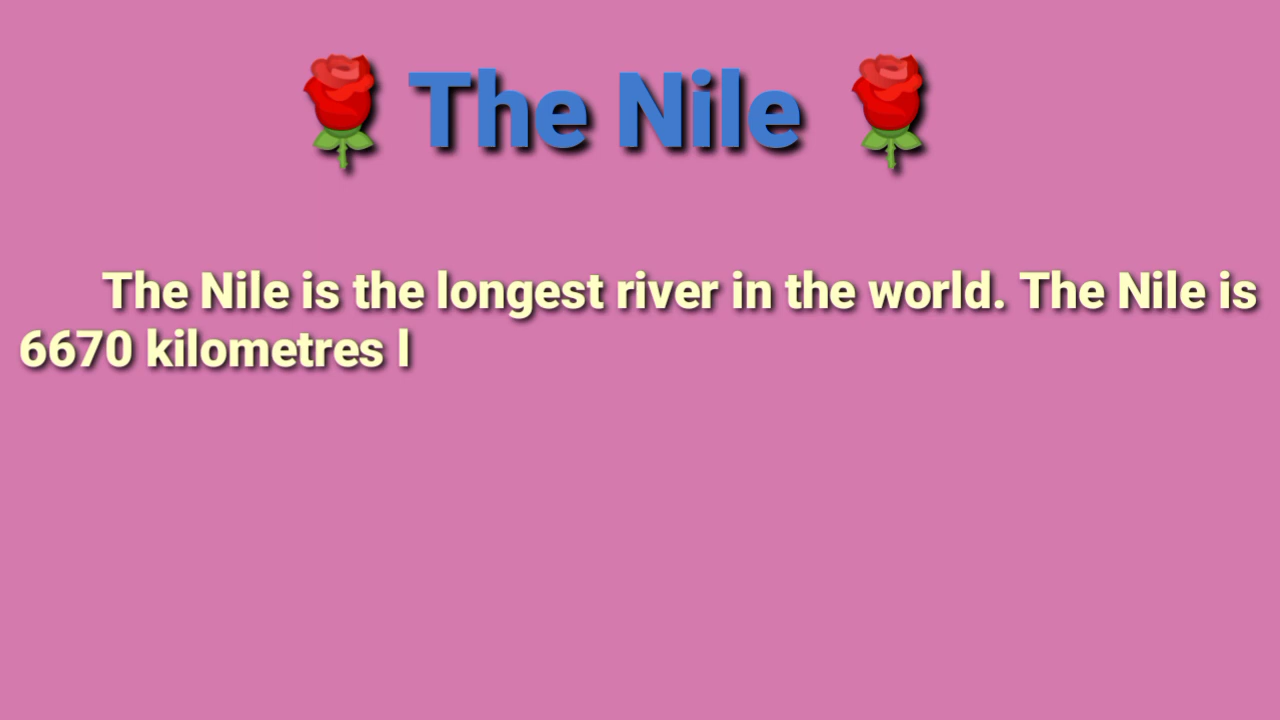 🌹 The Nile 🌹
The Nile is the longest river in the world. The Nile is
6670 kilometres l